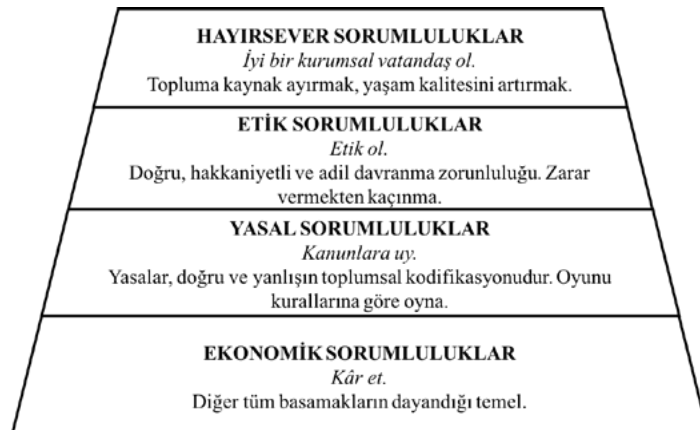 HAYIRSEVER SORUMLULUKLAR
İyi bir kurumsal vatandaş ol.
Topluma kaynak ayırmak, yaşam kalitesini artırmak.
ETİK SORUMLULUKLAR
Etik ol.
Doğru, hakkaniyetli ve adil davranma zorunluluğu. Zarar
vermekten kaçınma.
YASAL SORUMLULUKLAR
Kanunlara uy.
Yasalar, doğru ve yanlışın toplumsal kodifikasyonudur. Oyunu
kurallarına göre oyna.
EKONOMİK SORUMLULUKLAR
Kâr et.
Diğer tüm basamakların dayandığı temel.